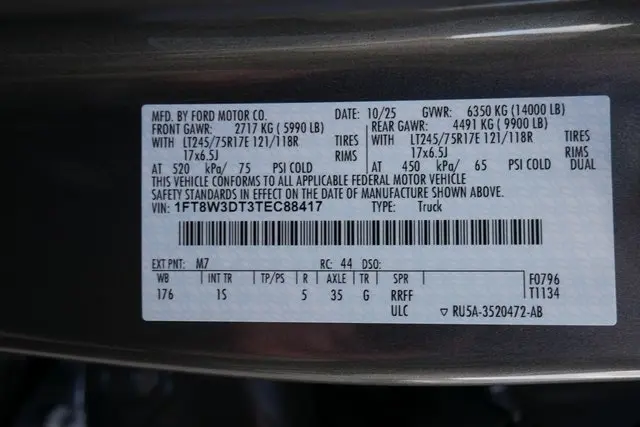 MFD. BY FORD MOTOR CO. DATE: 10/25 GVWR: 6350 KG (14000 LB)
FRONT GAWR: 2717 KG ( 5990 LB) REAR GAWR: 4491 KG ( 9900 LB)
WITH LT245/75R17E 121/118R TIRES WITH LT245/75R17E 121/118R TIRES
17x6.5J RIMS 17x6.5J RIMS
AT 520 kPa/ 75 PSI COLD AT 450 kPa/ 65 PSI COLD DUAL
THIS VEHICLE CONFORMS TO ALL APPLICABLE FEDERAL MOTOR VEHICLE
SAFETY STANDARDS IN EFFECT ON THE DATE OF MANUFACTURE SHOWN ABOVE.
VIN: 1FT8W3DT3TEC88417 TYPE: Truck
EXT PNT: M7 RC: 44 DSO:
WB INT TR TP/PS R AXLE TR SPR F0796
176 1S 5 35 G RRFF T1134
ULC ▽ RU5A-3520472-AB